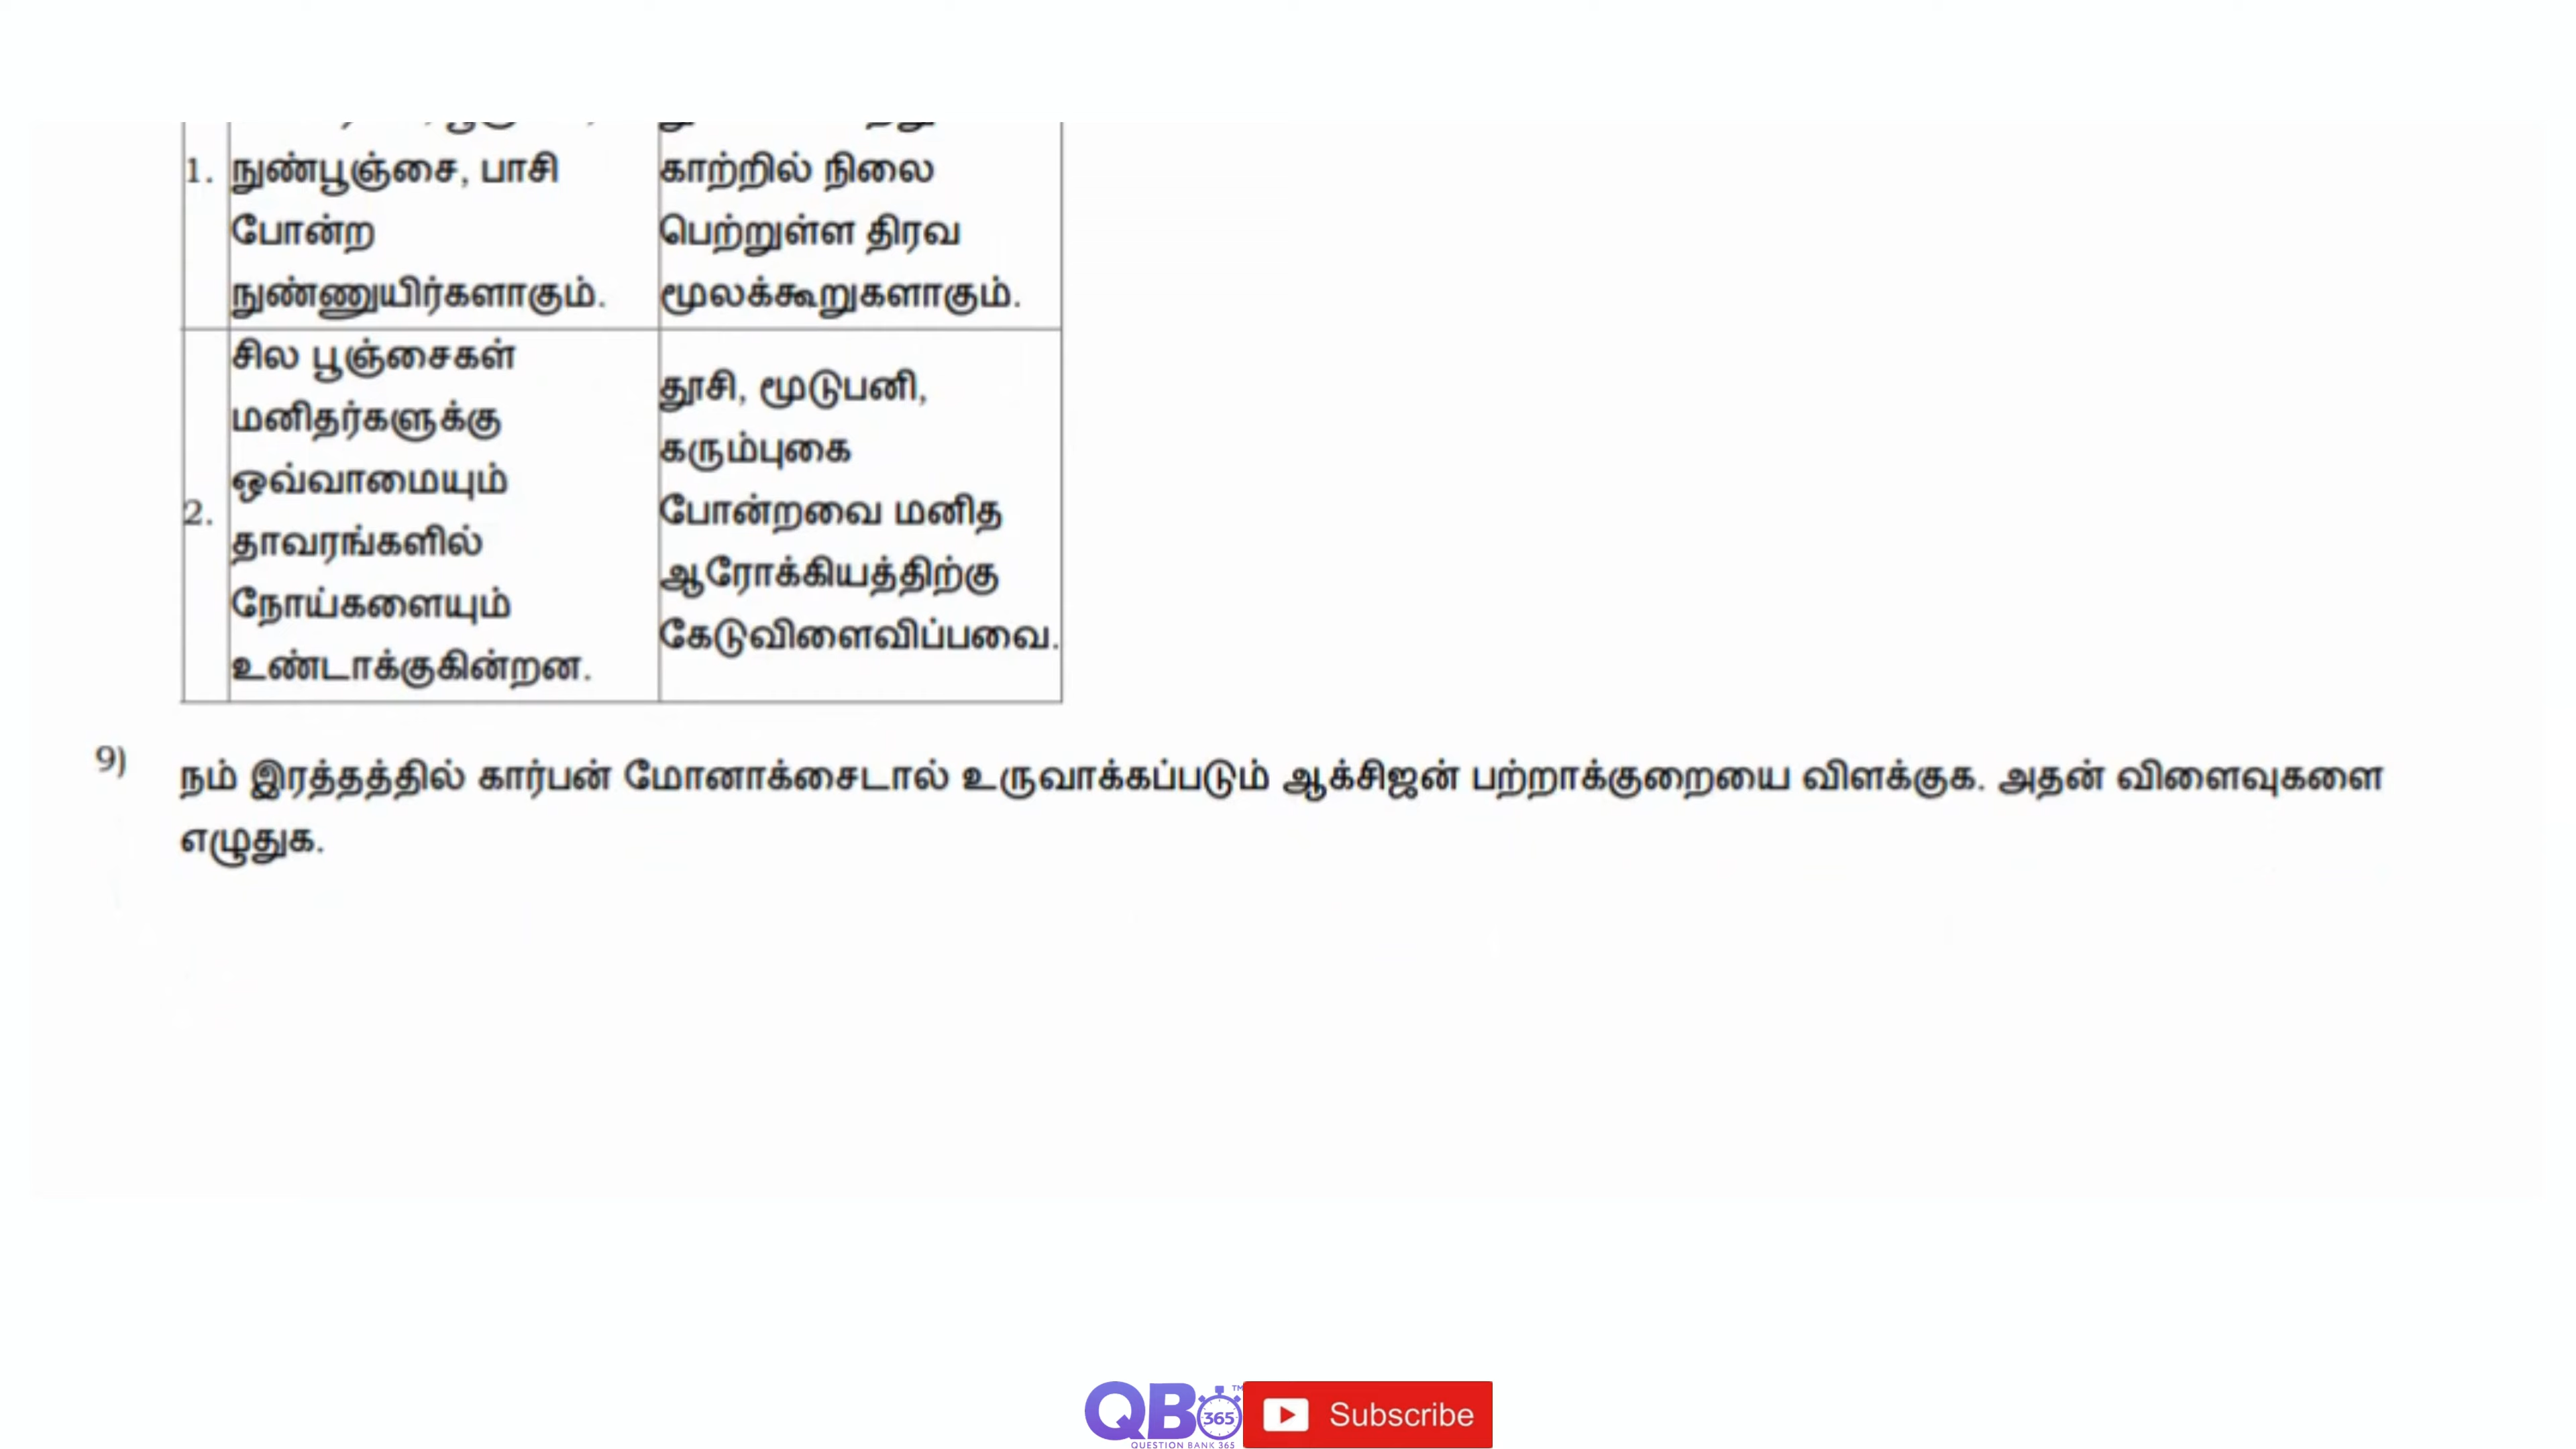 1. நுண்பூஞ்சை, பாசி
போன்ற
நுண்ணுயிர்களாகும்.
காற்றில் நிலை
பெற்றுள்ள திரவ
மூலக்கூறுகளாகும்.
2. சில பூஞ்சைகள்
மனிதர்களுக்கு
ஒவ்வாமையும்
தாவரங்களில்
நோய்களையும்
உண்டாக்குகின்றன.
தூசி, மூடுபனி,
கரும்புகை
போன்றவை மனித
ஆரோக்கியத்திற்கு
கேடுவிளைவிப்பவை.
9) நம் இரத்தத்தில் கார்பன் மோனாக்சைடால் உருவாக்கப்படும் ஆக்சிஜன் பற்றாக்குறையை விளக்குக. அதன் விளைவுகளை
எழுதுக.
QB 365 ™
QUESTION BANK 365
Subscribe